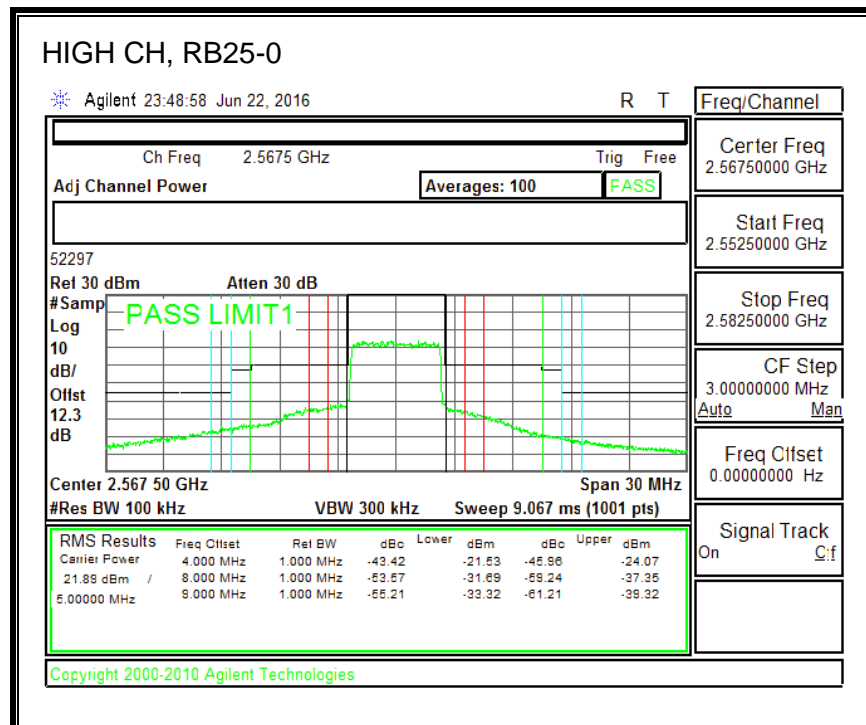 HIGH CH, RB25-0
Agilent 23:48:58 Jun 22, 2016 R T
Freq/Channel
Ch Freq 2.5675 GHz Trig Free
Adj Channel Power Averages: 100 PASS
Center Freq
2.56750000 GHz
Start Freq
2.55250000 GHz
Stop Freq
2.58250000 GHz
CF Step
3.00000000 MHz
Auto Man
Freq Offset
0.00000000 Hz
Signal Track
On Off
52297
Ref 30 dBm Atten 30 dB
#Samp
Log
10
dB/
Offst
12.3
dB
PASS LIMIT1
Center 2.567 50 GHz Span 30 MHz
#Res BW 100 kHz VBW 300 kHz Sweep 9.067 ms (1001 pts)
RMS Results Freq Offset Ref BW dBc Lower dBm dBc Upper dBm
Carrier Power 4.000 MHz 1.000 MHz -43.42 -21.53 -45.96 -24.07
21.89 dBm / 8.000 MHz 1.000 MHz -53.57 -31.69 -59.24 -37.35
5.00000 MHz 9.000 MHz 1.000 MHz -55.21 -33.32 -61.21 -39.32
Copyright 2000-2010 Agilent Technologies